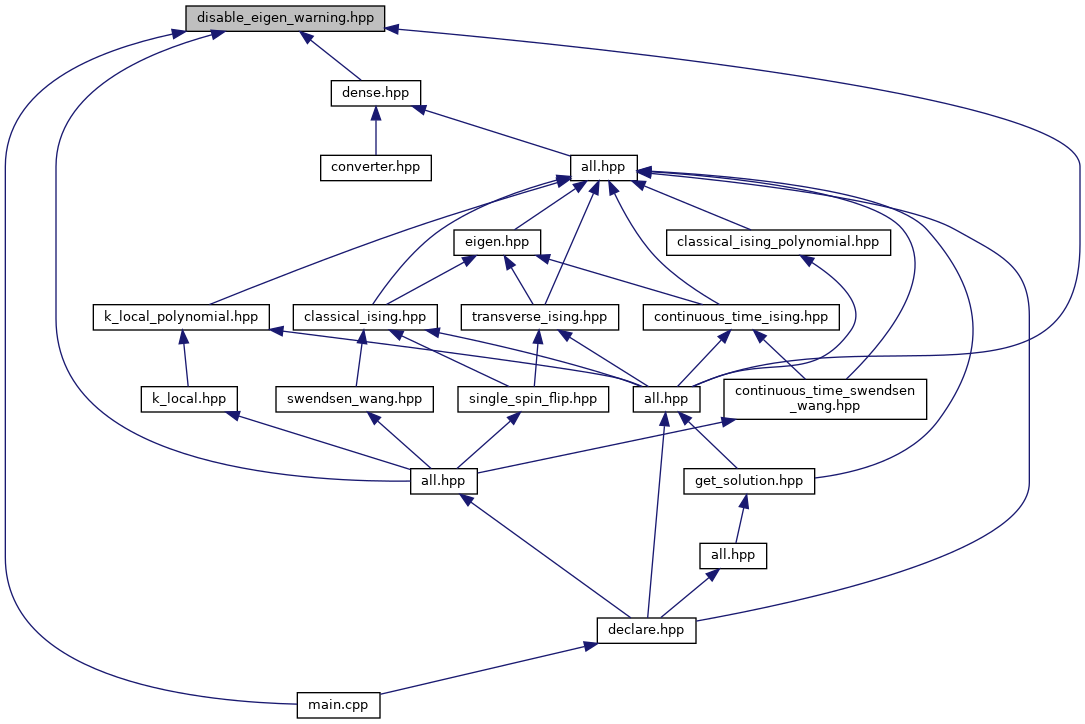 disable_eigen_warning.hpp
dense.hpp
converter.hpp
all.hpp
eigen.hpp
classical_ising_polynomial.hpp
k_local_polynomial.hpp
classical_ising.hpp
transverse_ising.hpp
continuous_time_ising.hpp
k_local.hpp
swendsen_wang.hpp
single_spin_flip.hpp
all.hpp
continuous_time_swendsen
_wang.hpp
all.hpp
get_solution.hpp
all.hpp
declare.hpp
main.cpp